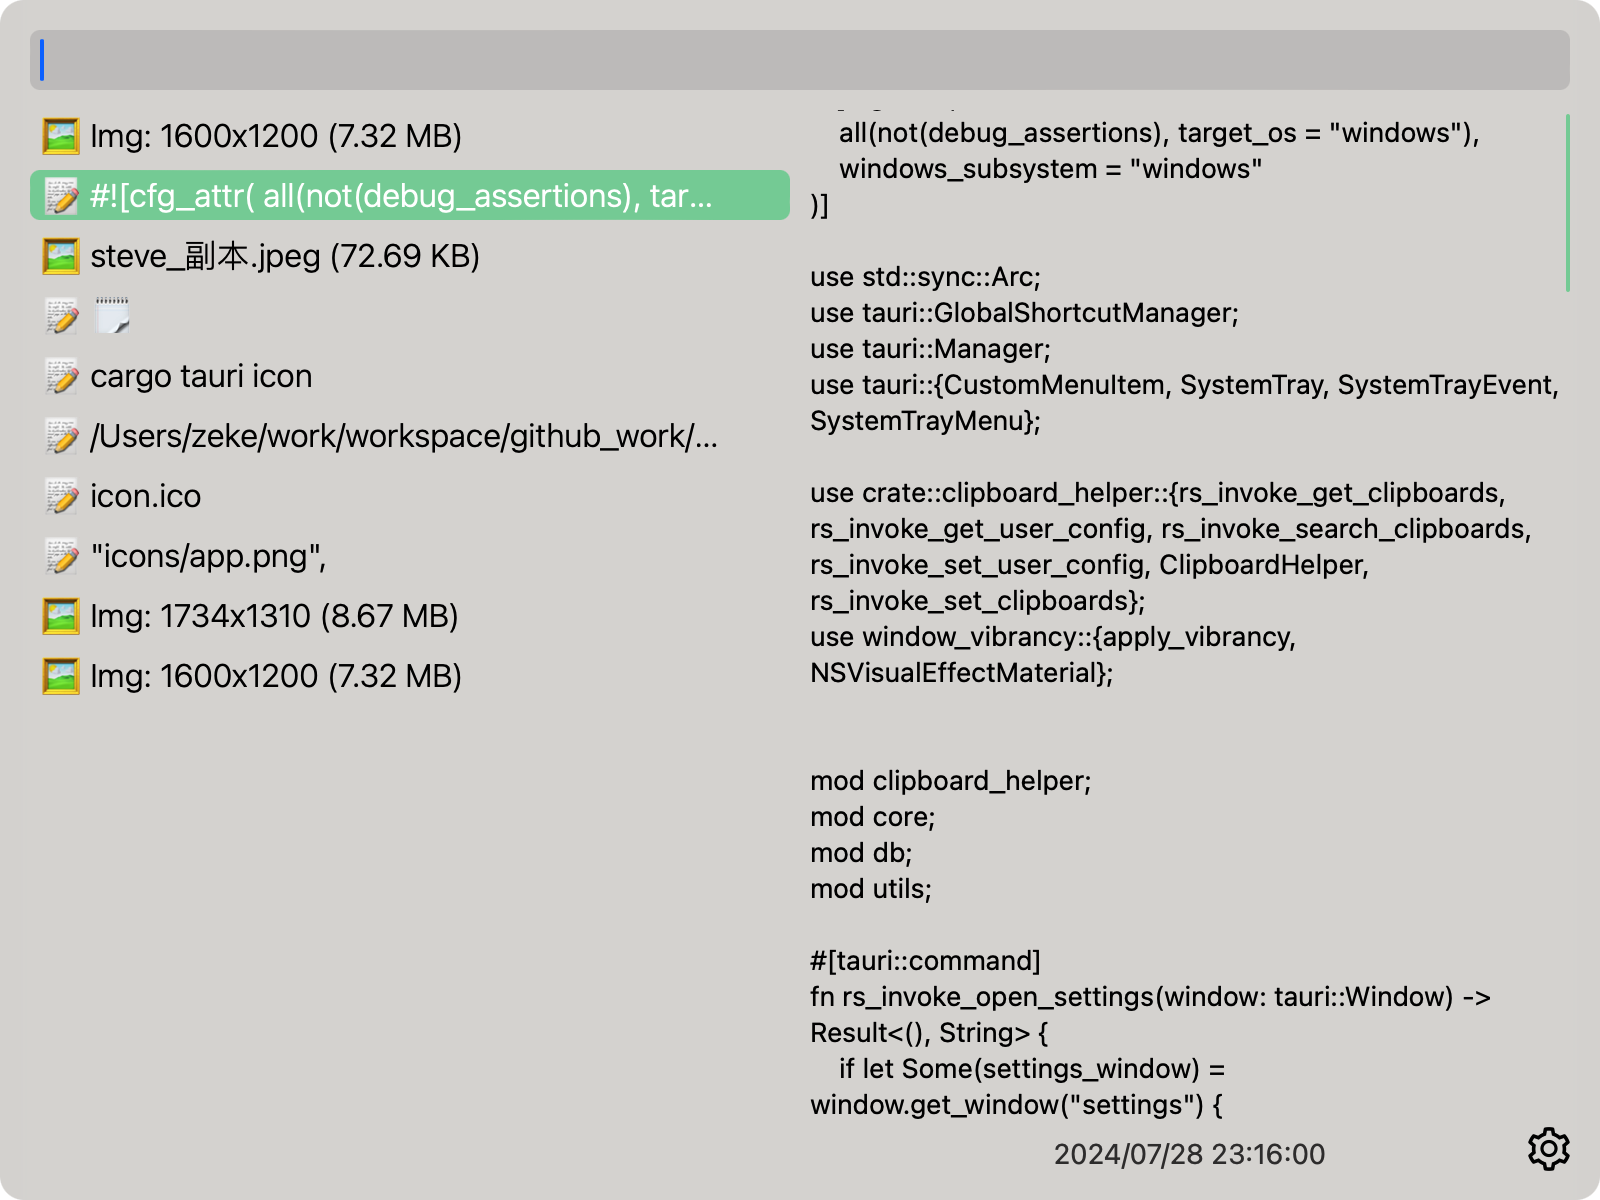 Img: 1600x1200 (7.32 MB)
#![cfg_attr( all(not(debug_assertions), tar...
steve_副本.jpeg (72.69 KB)
cargo tauri icon
/Users/zeke/work/workspace/github_work/...
icon.ico
"icons/app.png",
Img: 1734x1310 (8.67 MB)
Img: 1600x1200 (7.32 MB)
all(not(debug_assertions), target_os = "windows"),
windows_subsystem = "windows"
)]
use std::sync::Arc;
use tauri::GlobalShortcutManager;
use tauri::Manager;
use tauri::{CustomMenuItem, SystemTray, SystemTrayEvent,
SystemTrayMenu};
use crate::clipboard_helper::{rs_invoke_get_clipboards,
rs_invoke_get_user_config, rs_invoke_search_clipboards,
rs_invoke_set_user_config, ClipboardHelper,
rs_invoke_set_clipboards};
use window_vibrancy::{apply_vibrancy,
NSVisualEffectMaterial};
mod clipboard_helper;
mod core;
mod db;
mod utils;
#[tauri::command]
fn rs_invoke_open_settings(window: tauri::Window) ->
Result<(), String> {
if let Some(settings_window) =
window.get_window("settings") {
2024/07/28 23:16:00